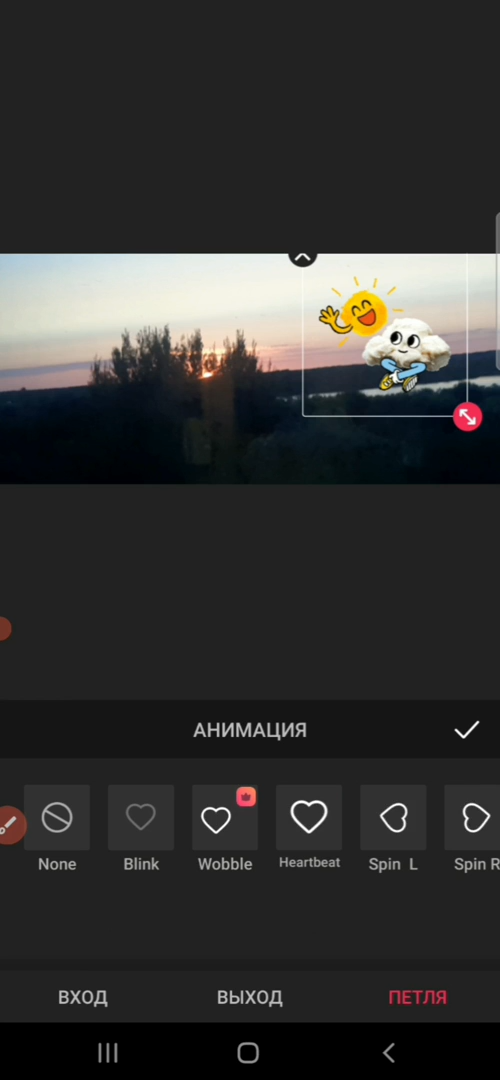 АНИМАЦИЯ
None
Blink
Wobble
Heartbeat
Spin L
Spin R
ВХОД
ВЫХОД
ПЕТЛЯ